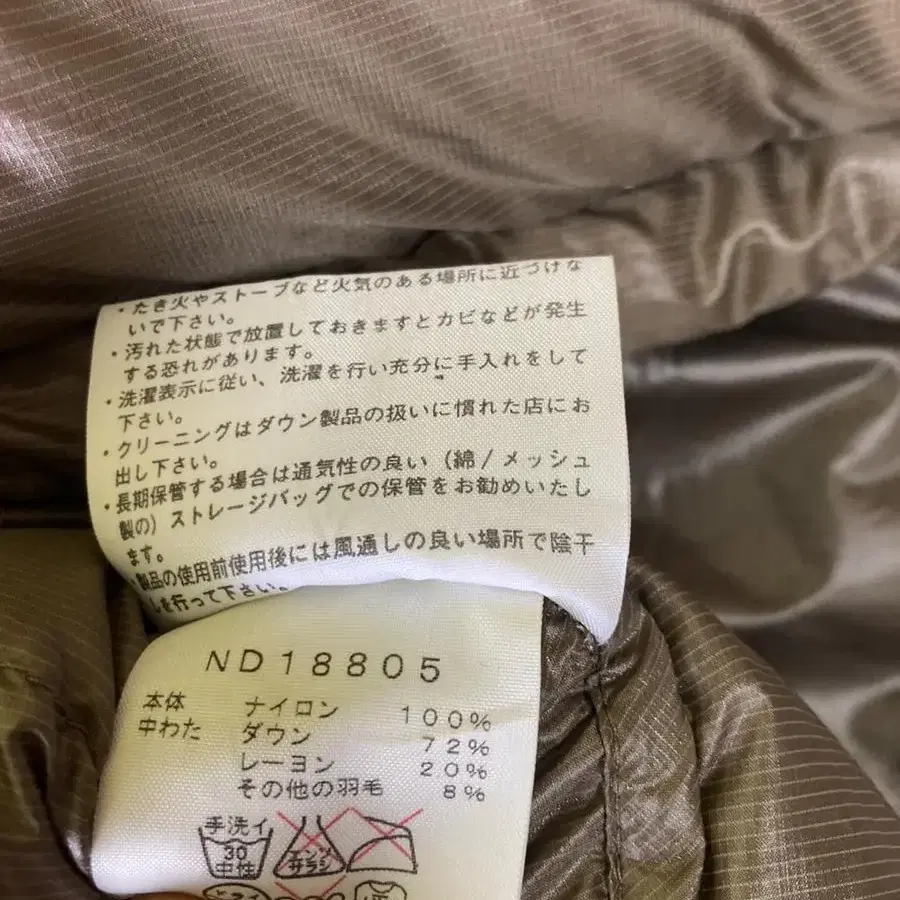 ・たき火やストーブなど火気のある場所に近づけな
いで下さい。
・汚れた状態で放置しておきますとカビなどが発生
する恐れがあります。
・洗濯表示に従い、洗濯を行い充分に手入れをして
下さい。
・クリーニングはダウン製品の扱いに慣れた店にお
出し下さい。
・長期保管する場合は通気性の良い（綿/メッシュ
製の）ストレージバッグでの保管をお勧めいたし
ます。
・製品の使用前使用後には風通しの良い場所で陰干
しを行って下さい。
ND18805
本体 ナイロン 100%
中わた ダウン 72%
レーヨン 20%
その他の羽毛 8%
手洗イ
30
中性
エンソ
サラシ